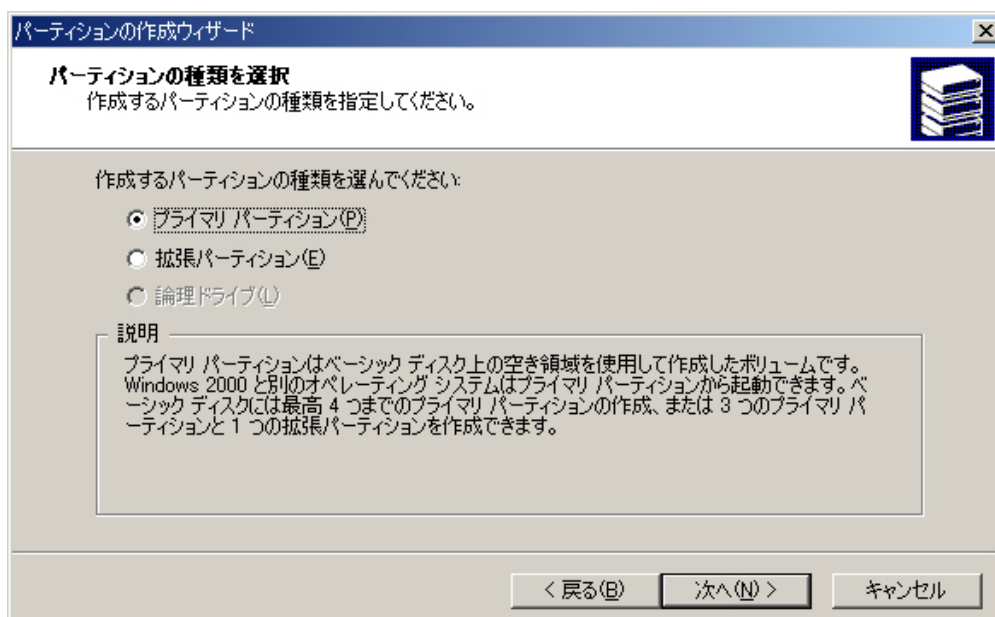 パーティションの作成ウィザード
パーティションの種類を選択
作成するパーティションの種類を指定してください。
作成するパーティションの種類を選んでください:
プライマリ パーティション(P)
拡張パーティション(E)
論理ドライブ(L)
説明
プライマリ パーティションはベーシック ディスク上の空き領域を使用して作成したボリュームです。
Windows 2000 と別のオペレーティング システムはプライマリ パーティションから起動できます。ベ
ーシック ディスクには最高 4 つまでのプライマリ パーティションの作成、または 3 つのプライマリ パ
ーティションと 1 つの拡張パーティションを作成できます。
< 戻る(B)
次へ(N) >
キャンセル